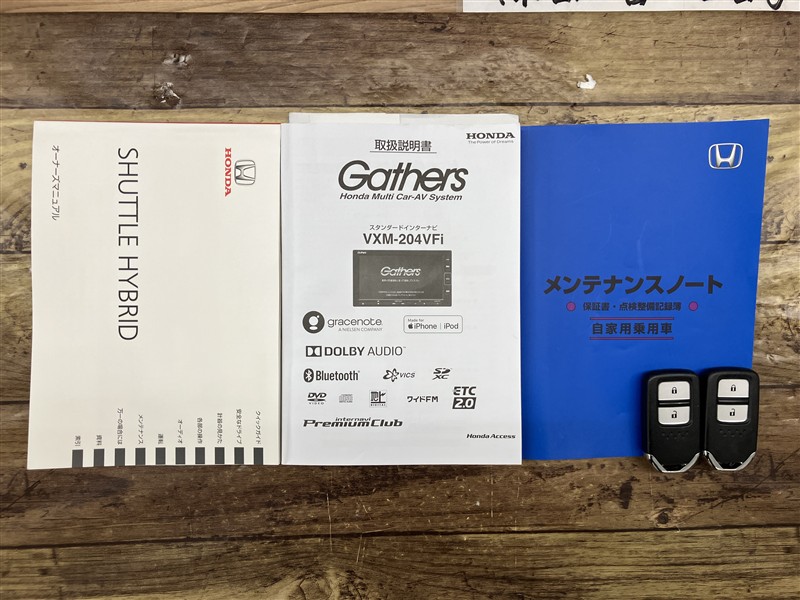 HONDA
SHUTTLE HYBRID
オーナーズマニュアル
クイックガイド
安全なドライブ
計器の見かた
各部の操作
オーディオ
運転
メンテナンス
万一の場合には
資料
索引
取扱説明書
HONDA
The Power of Dreams
Gathers
Honda Multi Car-AV System
スタンダードインターナビ
VXM-204VFi
Gathers
gracenote.
A NIELSEN COMPANY
Made for
iPhone | iPod
DOLBY AUDIO™
Bluetooth®
VICS
SD XC
DVD
VIDEO
ワイドFM
ETC
2.0
internavi
PremiumClub
Honda Access
メンテナンスノート
保証書・点検整備記録簿
自家用乗用車